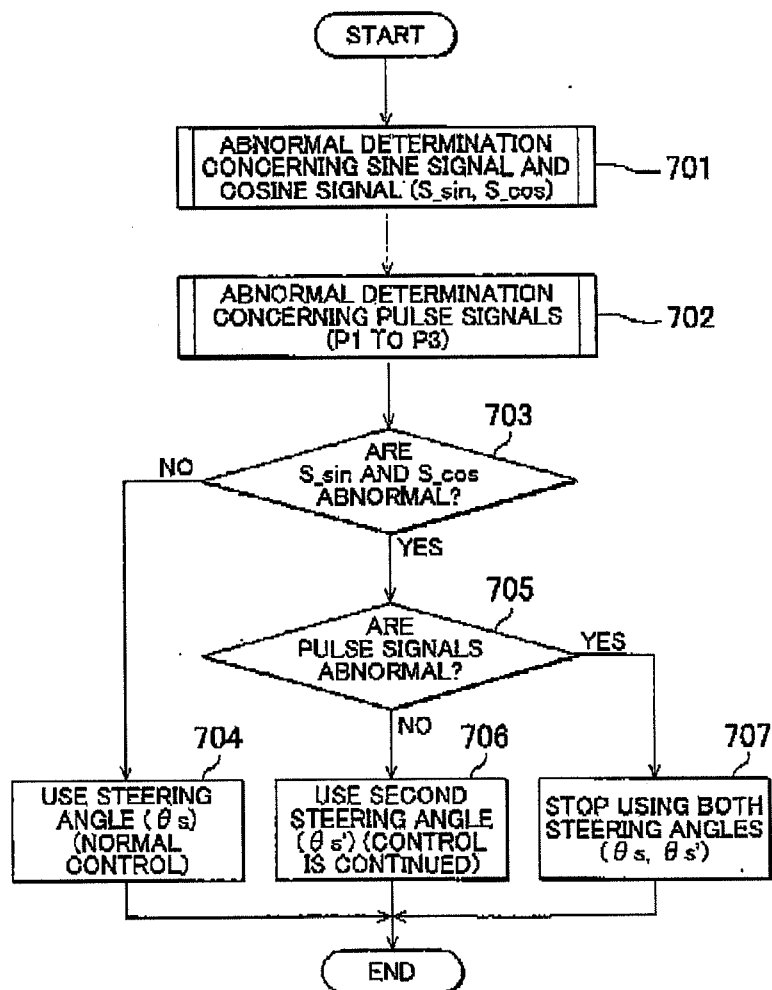 START
ABNORMAL DETERMINATION
CONCERNING SINE SIGNAL AND
COSINE SIGNAL (S_sin, S_cos)
701
ABNORMAL DETERMINATION
CONCERNING PULSE SIGNALS
(P1 TO P3)
702
703
ARE
S_sin AND S_cos
ABNORMAL?
NO
YES
705
ARE
PULSE SIGNALS
ABNORMAL?
YES
NO
704
USE STEERING
ANGLE (θs)
(NORMAL
CONTROL)
706
USE SECOND
STEERING ANGLE
(θs') (CONTROL
IS CONTINUED)
707
STOP USING BOTH
STEERING ANGLES
(θs, θs')
END